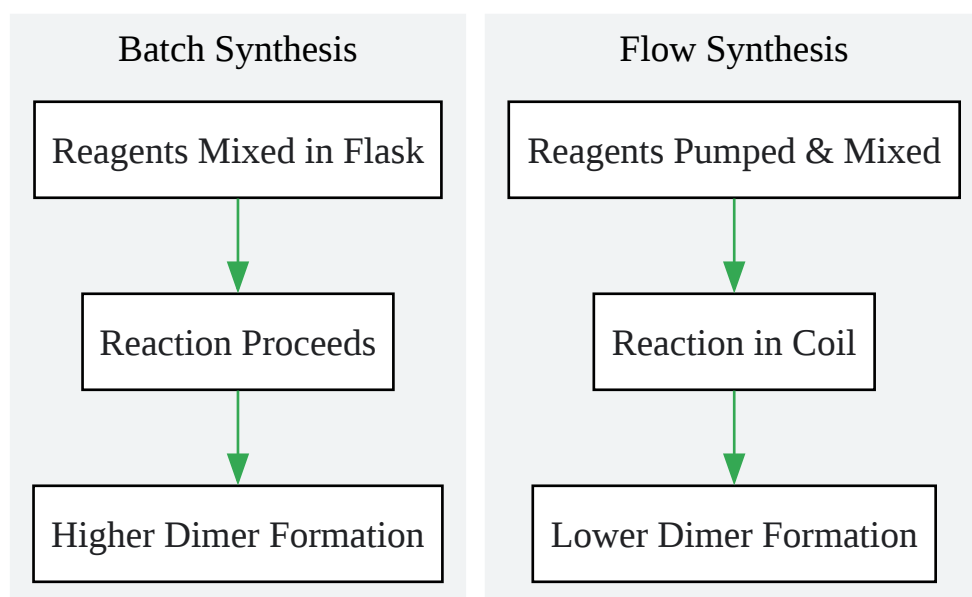 Batch Synthesis
Reagents Mixed in Flask
Reaction Proceeds
Higher Dimer Formation
Flow Synthesis
Reagents Pumped & Mixed
Reaction in Coil
Lower Dimer Formation